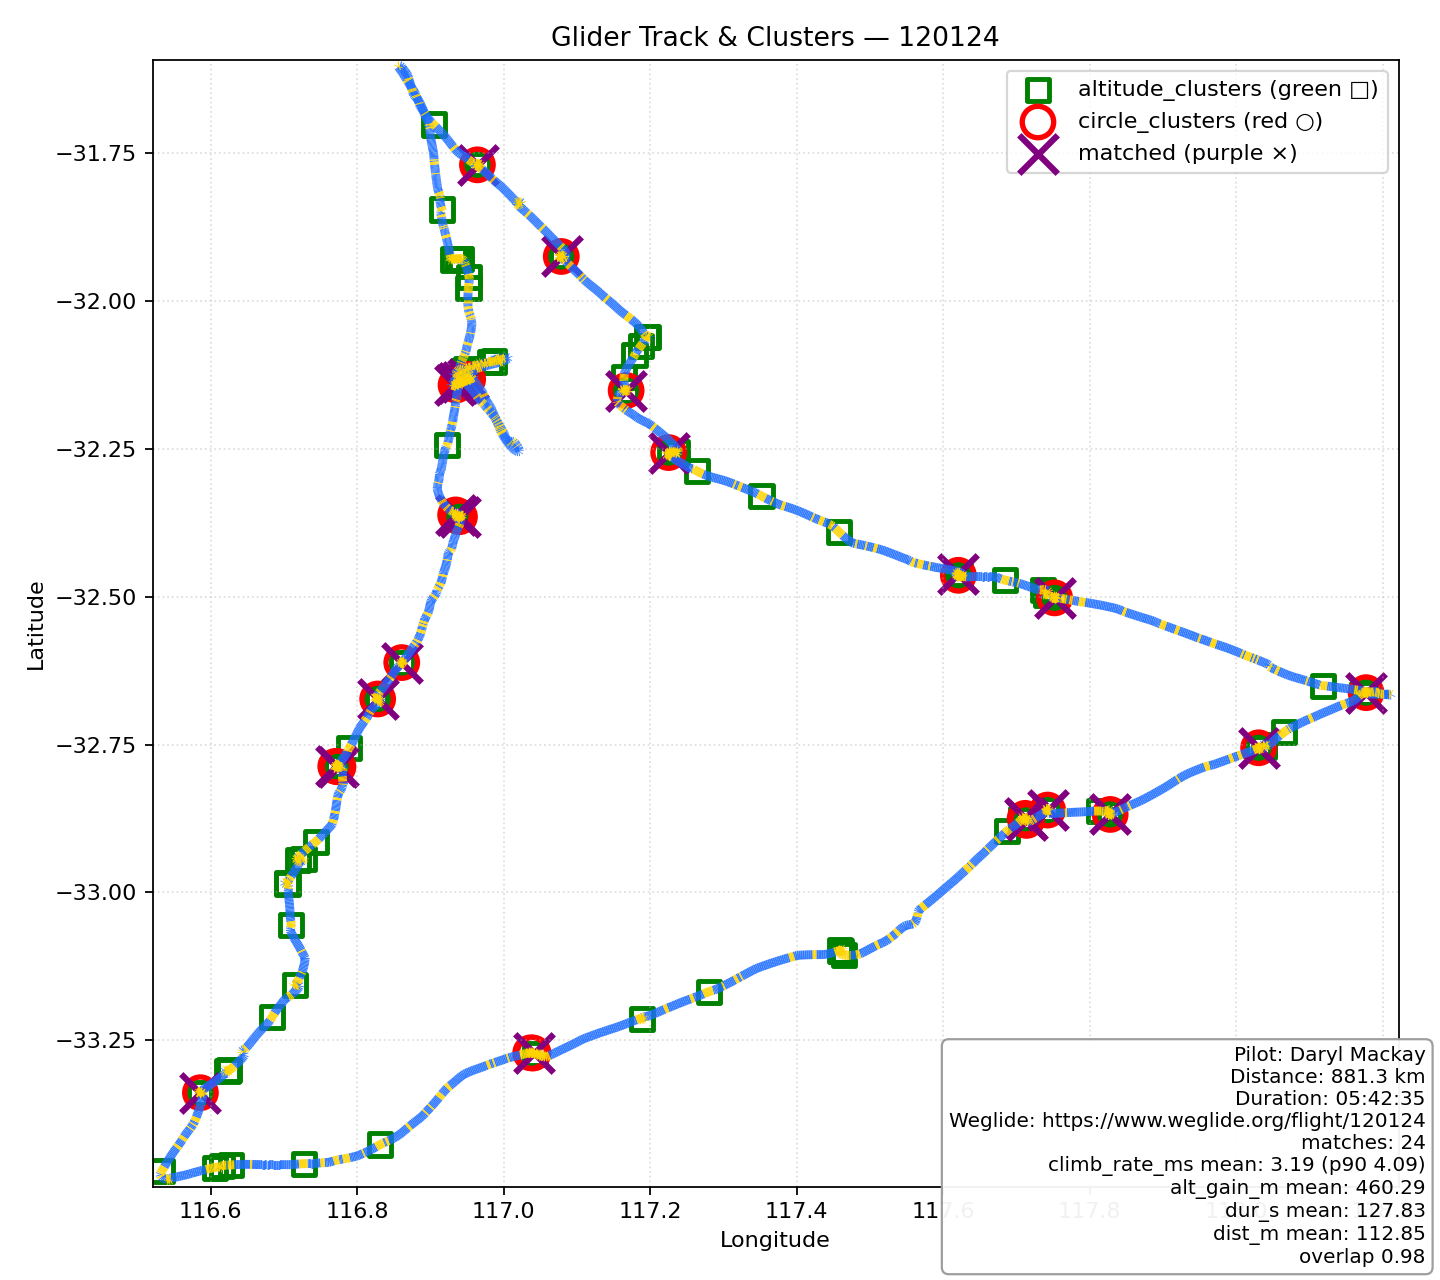 Glider Track & Clusters — 120124
altitude_clusters (green □)
circle_clusters (red ○)
matched (purple ×)
−31.75
−32.00
−32.25
−32.50
−32.75
−33.00
−33.25
Latitude
116.6
116.8
117.0
117.2
117.4
117.6
117.8
Longitude
Pilot: Daryl Mackay
Distance: 881.3 km
Duration: 05:42:35
Weglide: https://www.weglide.org/flight/120124
matches: 24
climb_rate_ms mean: 3.19 (p90 4.09)
alt_gain_m mean: 460.29
dur_s mean: 127.83
dist_m mean: 112.85
overlap 0.98